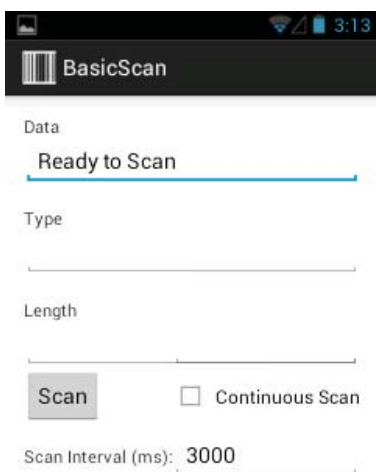 3:13
BasicScan
Data
Ready to Scan
Type
Length
Scan Continuous Scan
Scan Interval (ms): 3000